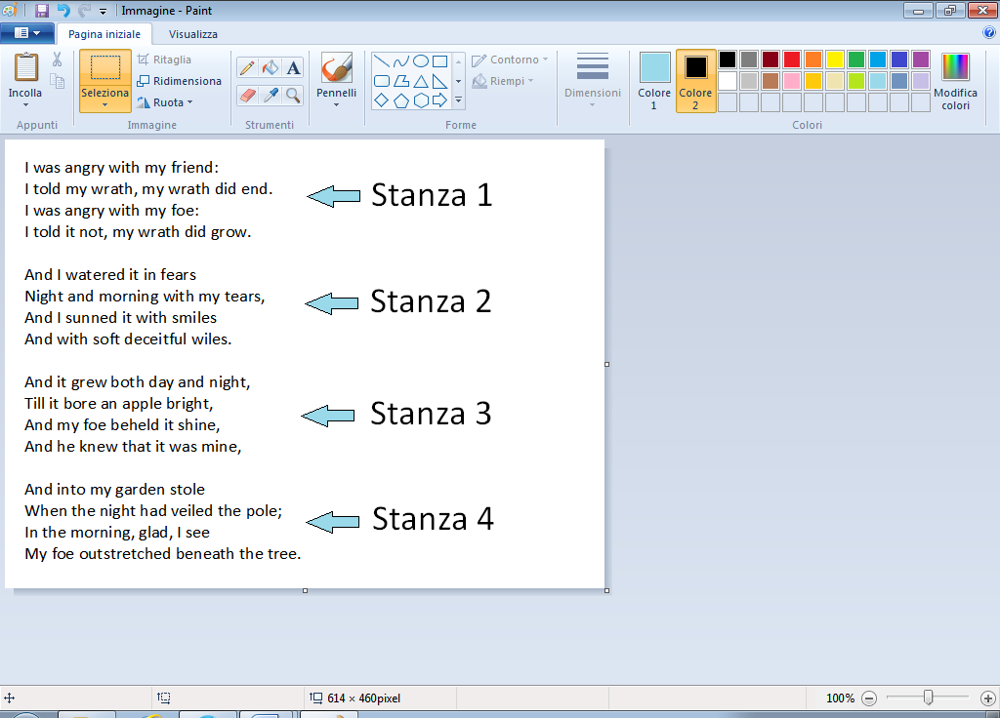 Immagine - Paint
Pagina iniziale Visualizza
Incolla
Appunti
Seleziona
Ritaglia
Ridimensiona
Ruota
Immagine
A
Strumenti
Pennelli
Forme
Contorno
Riempi
Dimensioni
Colore 1
Colore 2
Modifica colori
Colori
I was angry with my friend:
I told my wrath, my wrath did end.
I was angry with my foe:
I told it not, my wrath did grow.
Stanza 1
And I watered it in fears
Night and morning with my tears,
And I sunned it with smiles
And with soft deceitful wiles.
Stanza 2
And it grew both day and night,
Till it bore an apple bright,
And my foe beheld it shine,
And he knew that it was mine,
Stanza 3
And into my garden stole
When the night had veiled the pole;
In the morning, glad, I see
My foe outstretched beneath the tree.
Stanza 4
614 × 460pixel
100%